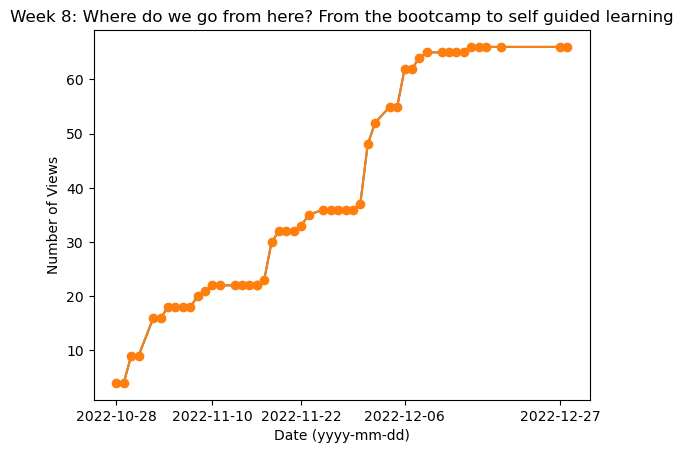 Week 8: Where do we go from here? From the bootcamp to self guided learning
60
50
40
30
20
10
Number of Views
2022-10-28 2022-11-10 2022-11-22 2022-12-06 2022-12-27
Date (yyyy-mm-dd)